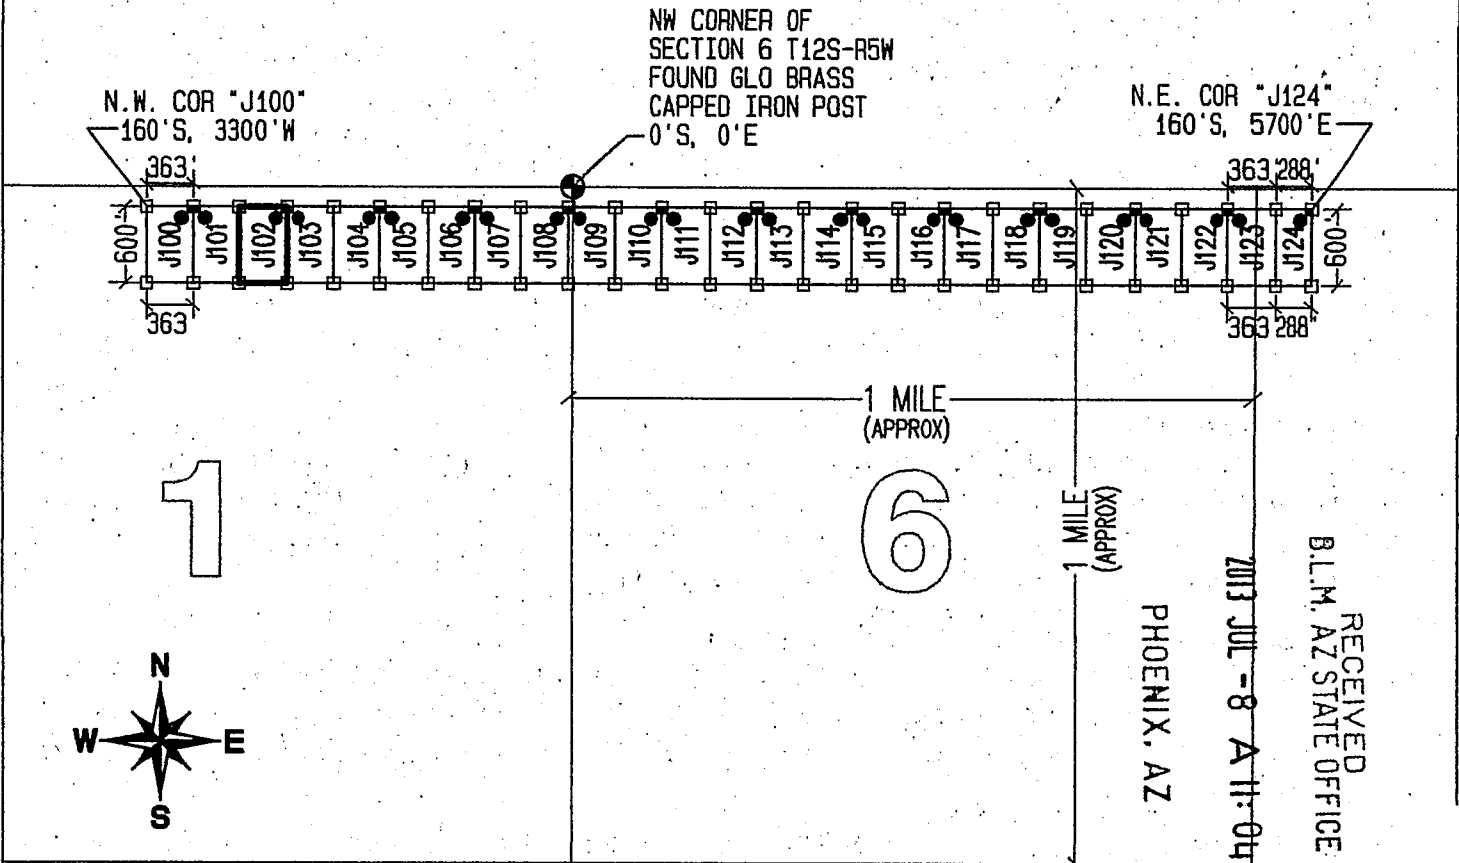 NW CORNER OF
SECTION 6 T12S-R5W
FOUND GLO BRASS
CAPPED IRON POST
0'S, 0'E
N.W. COR "J100"
160'S, 3300'W
N.E. COR "J124"
160'S, 5700'E
363'
363'
288'
600'
J100
J101
J102
J103
J104
J105
J106
J107
J108
J109
J110
J111
J112
J113
J114
J115
J116
J117
J118
J119
J120
J121
J122
J123
J124
600'
363'
363'
288'
1 MILE
(APPROX)
1
6
1 MILE
(APPROX)
N
W
E
S
RECEIVED
B.L.M. AZ STATE OFFICE
2013 JUL -8 A 11:04
PHOENIX, AZ